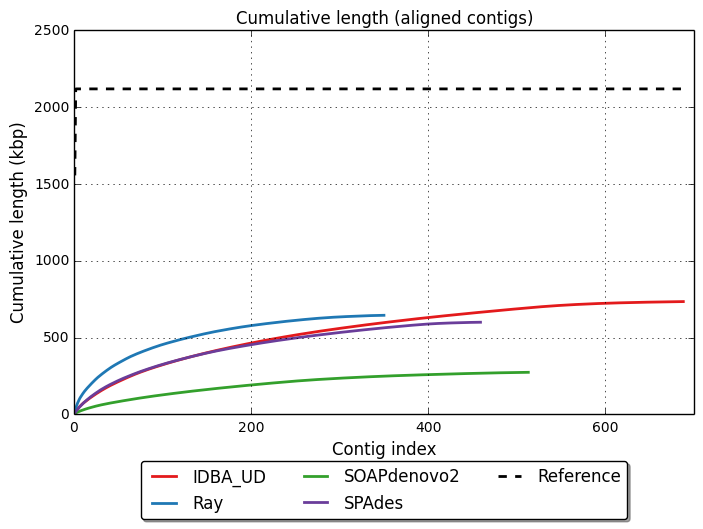 Cumulative length (aligned contigs)
2500
2000
1500
1000
500
0
Cumulative length (kbp)
0 200 400 600
Contig index
IDBA_UD SOAPdenovo2 Reference
Ray SPAdes